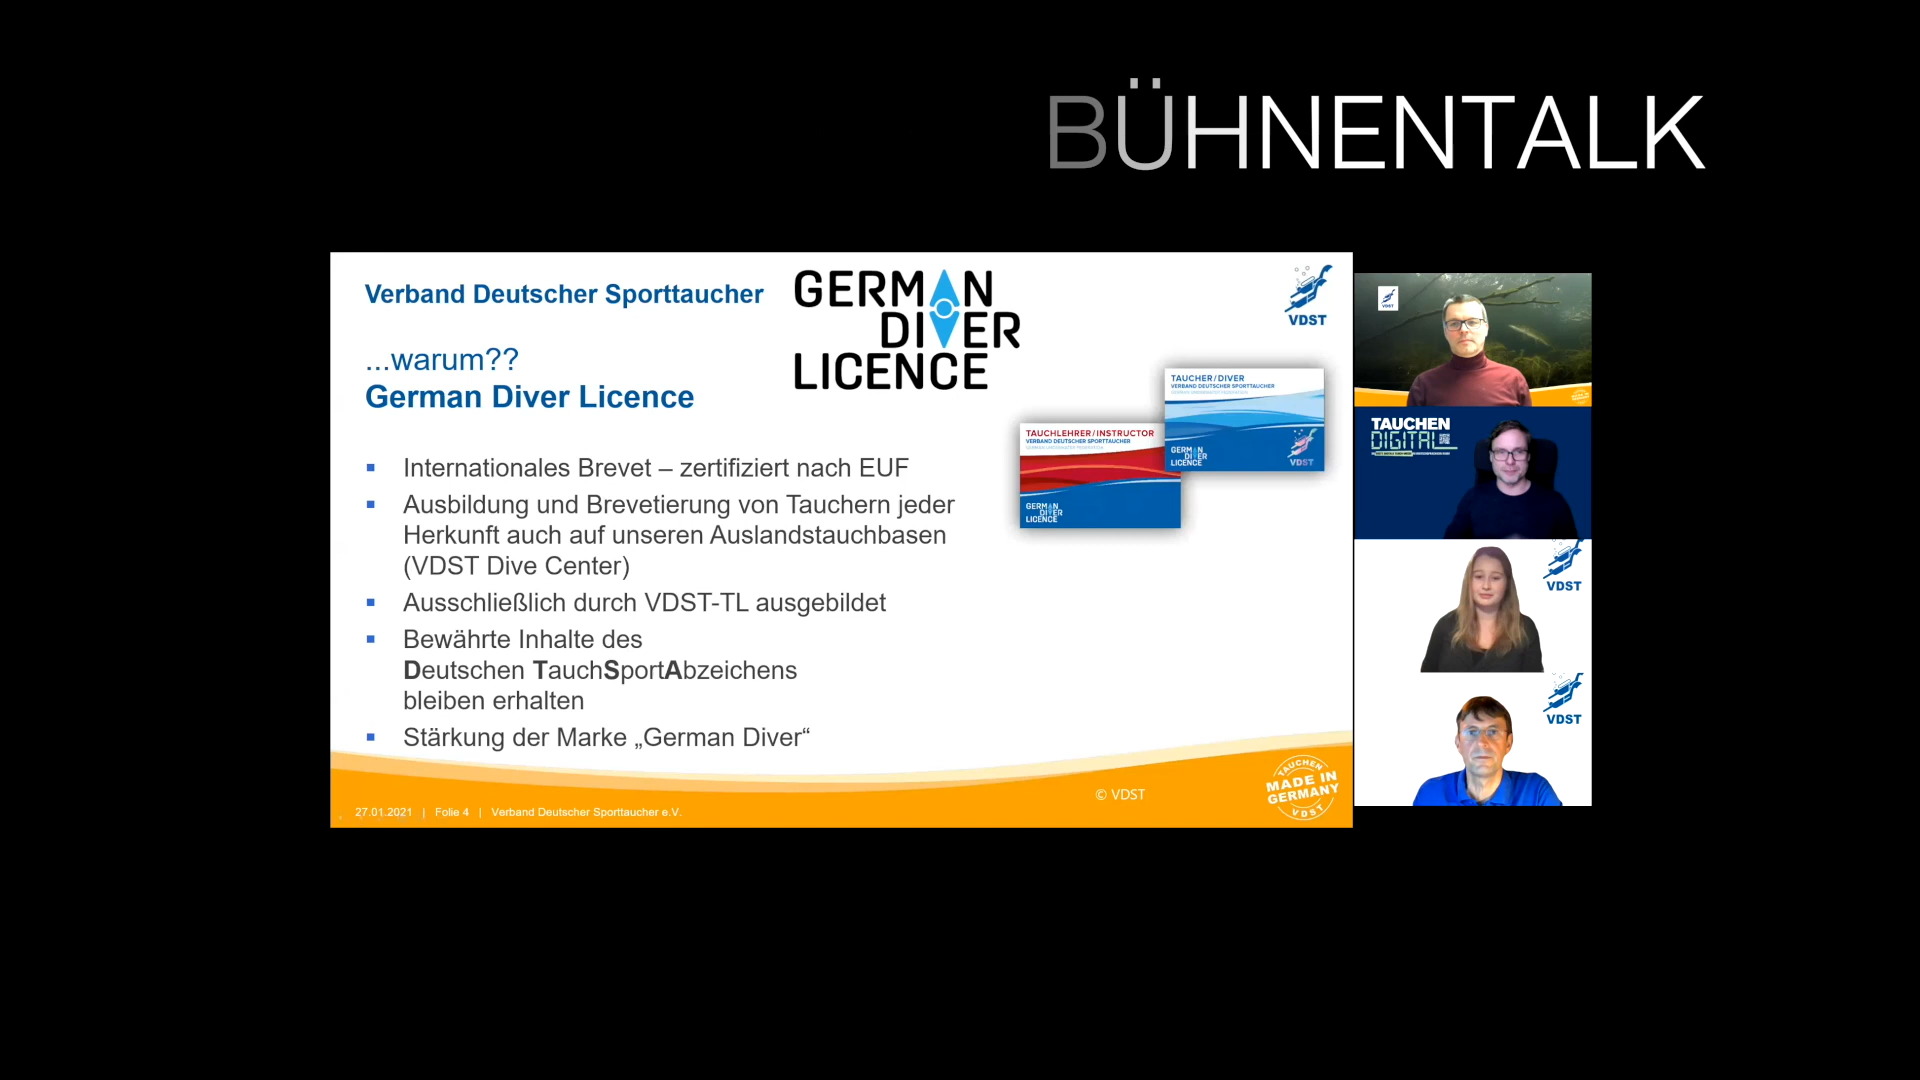 BÜHNENTALK
Verband Deutscher Sporttaucher
GERMAN
DIVER
LICENCE
VDST
...warum??
German Diver Licence
TAUCHER / DIVER
VERBAND DEUTSCHER SPORTTAUCHER
GERMAN
DIVER
LICENCE
VDST
TAUCHLEHRER / INSTRUCTOR
VERBAND DEUTSCHER SPORTTAUCHER
GERMAN
DIVER
LICENCE
▪ Internationales Brevet – zertifiziert nach EUF
▪ Ausbildung und Brevetierung von Tauchern jeder
Herkunft auch auf unseren Auslandstauchbasen
(VDST Dive Center)
▪ Ausschließlich durch VDST-TL ausgebildet
▪ Bewährte Inhalte des
Deutschen TauchSportAbzeichens
bleiben erhalten
▪ Stärkung der Marke „German Diver“
© VDST
TAUCHEN
MADE IN
GERMANY
VDST
27.01.2021 | Folie 4 | Verband Deutscher Sporttaucher e.V.
VDST
TAUCHEN
DIGITAL
VDST
VDST